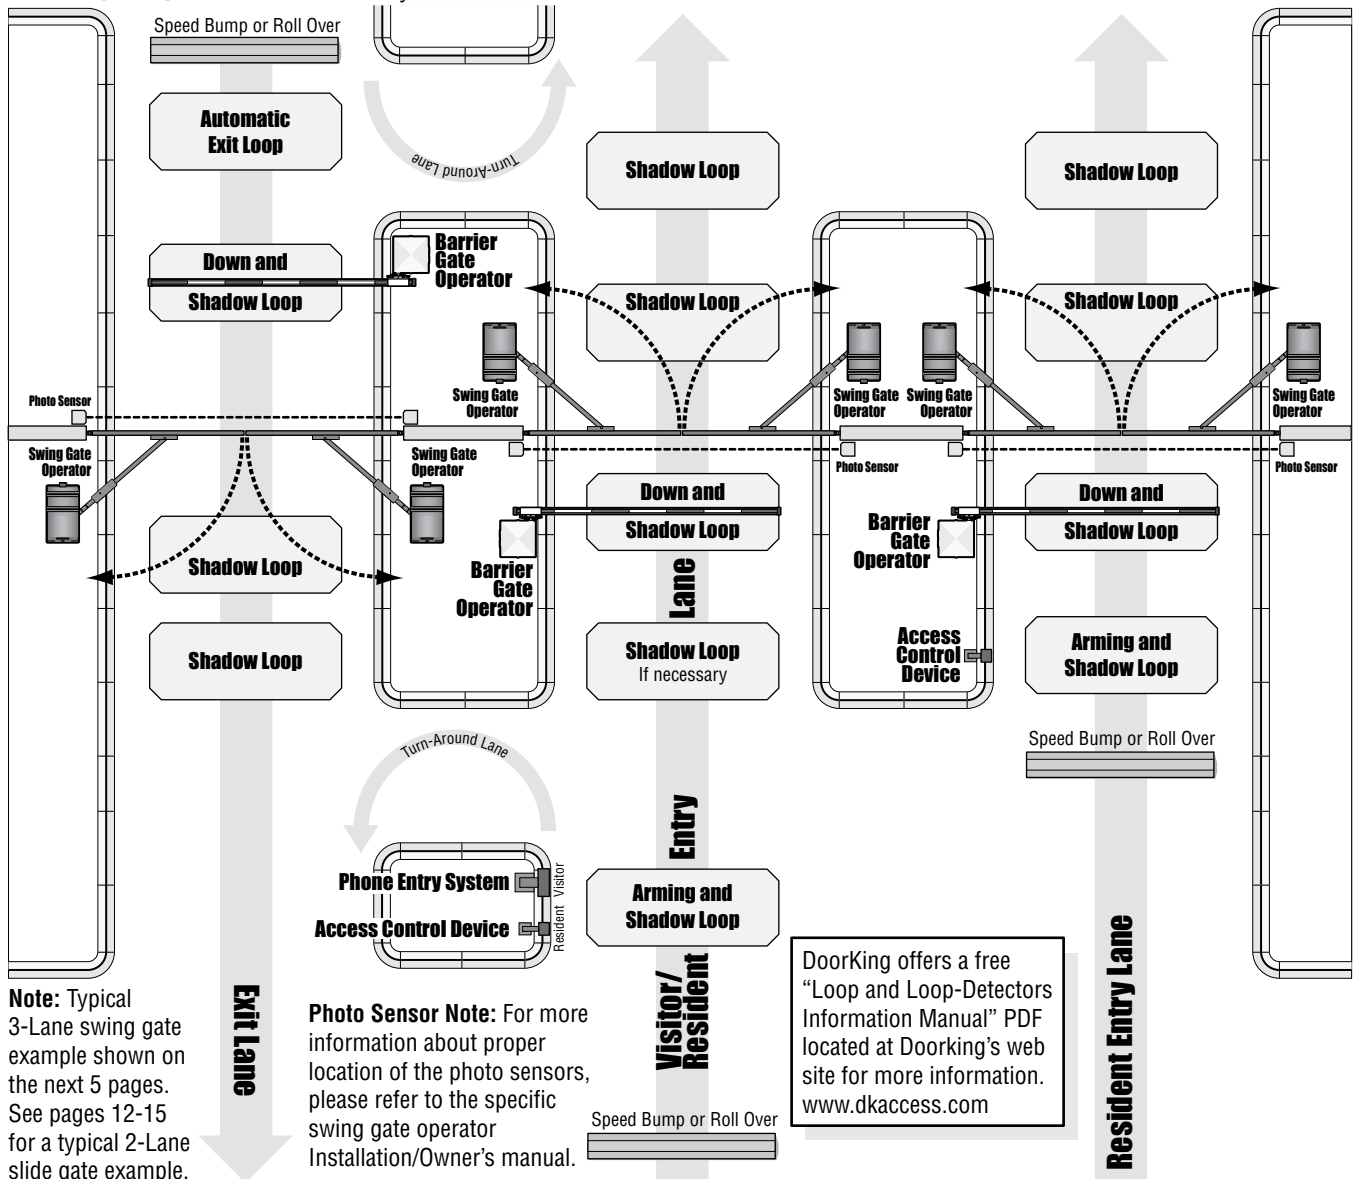 Speed Bump or Roll Over
Automatic
Exit Loop
Turn-Around Lane
Shadow Loop
Shadow Loop
Down and
Shadow Loop
Barrier
Gate
Operator
Shadow Loop
Shadow Loop
Photo Sensor
Swing Gate
Operator
Swing Gate
Operator
Swing Gate
Operator
Swing Gate
Operator
Swing Gate
Operator
Swing Gate
Operator
Photo Sensor
Photo Sensor
Shadow Loop
Down and
Shadow Loop
Down and
Shadow Loop
Barrier
Gate
Operator
Barrier
Gate
Operator
Shadow Loop
Shadow Loop
If necessary
Access
Control
Device
Arming and
Shadow Loop
Speed Bump or Roll Over
Turn-Around Lane
Phone Entry System
Access Control Device
Visitor
Resident
Arming and
Shadow Loop
Visitor/
Resident
Entry
Lane
Exit Lane
Resident Entry Lane
Note: Typical
3-Lane swing gate
example shown on
the next 5 pages.
See pages 12-15
for a typical 2-Lane
slide gate example.
Photo Sensor Note: For more
information about proper
location of the photo sensors,
please refer to the specific
swing gate operator
Installation/Owner's manual.
Speed Bump or Roll Over
DoorKing offers a free
“Loop and Loop-Detectors
Information Manual” PDF
located at Doorking's web
site for more information.
www.dkaccess.com